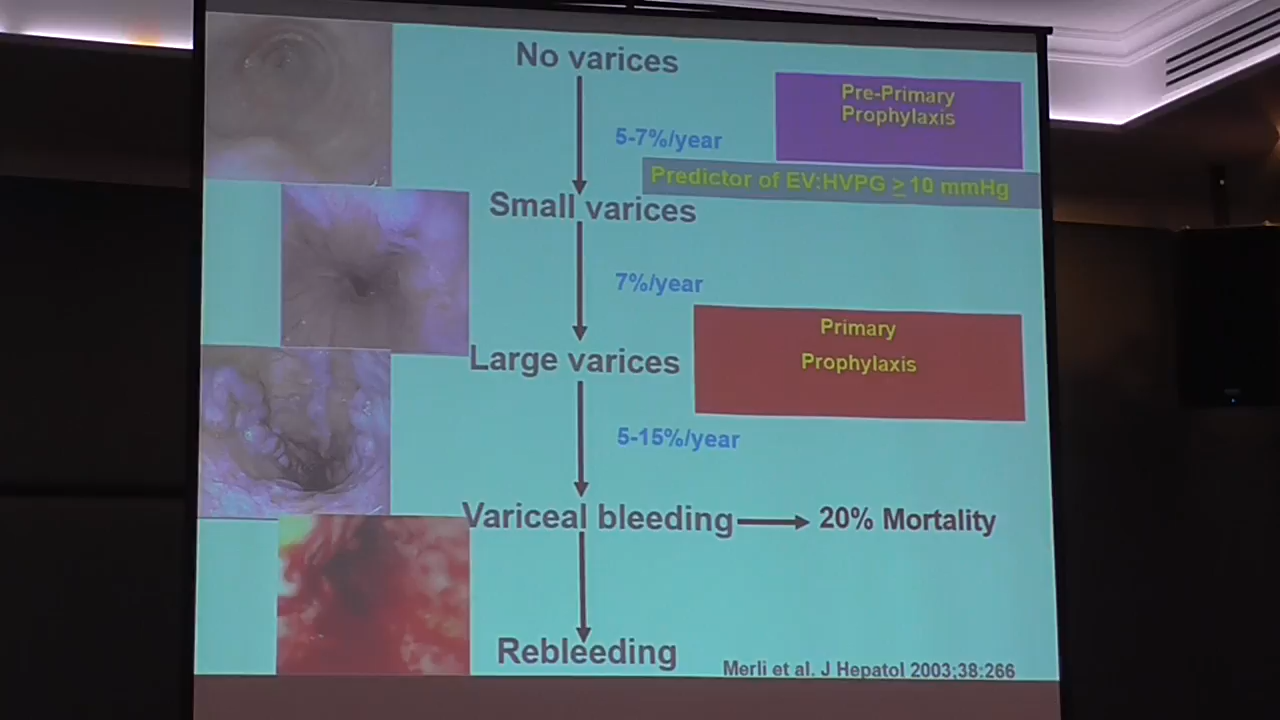 No varices
Pre-Primary
Prophylaxis
5-7%/year
Predictor of EV:HVPG ≥ 10 mmHg
Small varices
7%/year
Primary
Prophylaxis
Large varices
5-15%/year
Variceal bleeding
20% Mortality
Rebleeding
Merli et al. J Hepatol 2003;38:266